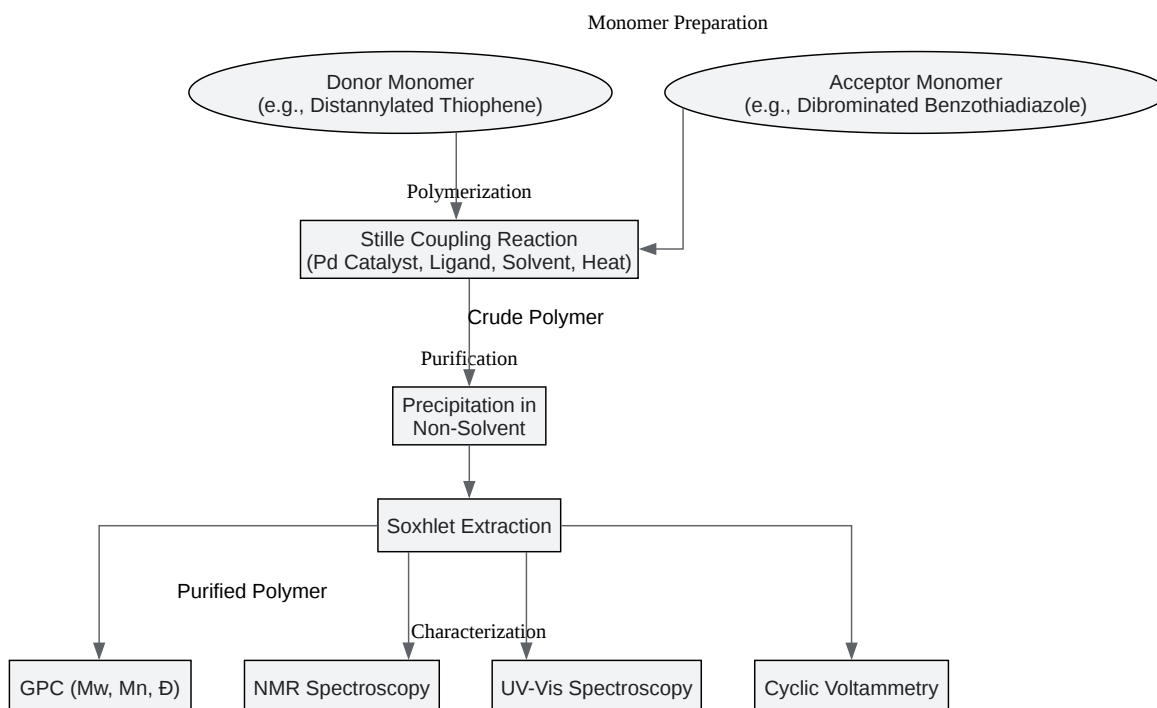 Monomer Preparation
Donor Monomer
(e.g., Distannylated Thiophene)
Acceptor Monomer
(e.g., Dibrominated Benzothiadiazole)
Polymerization
Stille Coupling Reaction
(Pd Catalyst, Ligand, Solvent, Heat)
Crude Polymer
Purification
Precipitation in
Non-Solvent
Soxhlet Extraction
Purified Polymer
Characterization
GPC (Mw, Mn, Đ)
NMR Spectroscopy
UV-Vis Spectroscopy
Cyclic Voltammetry